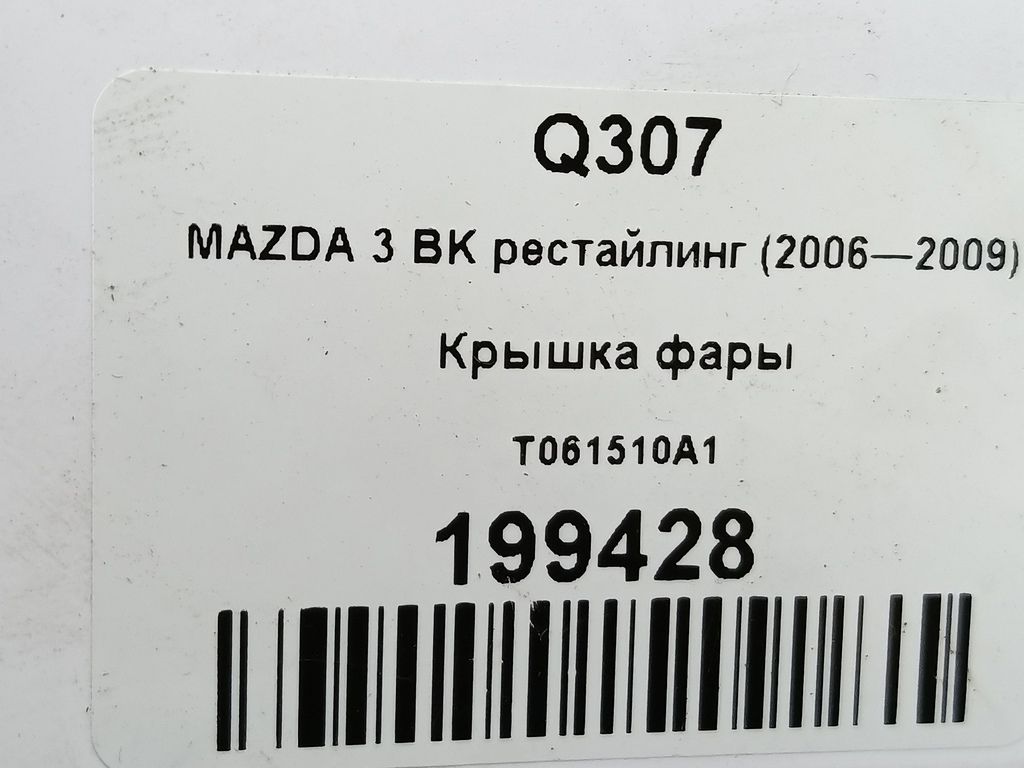 Q307
MAZDA 3 BK рестайлинг (2006—2009)
Крышка фары
T061510A1
199428